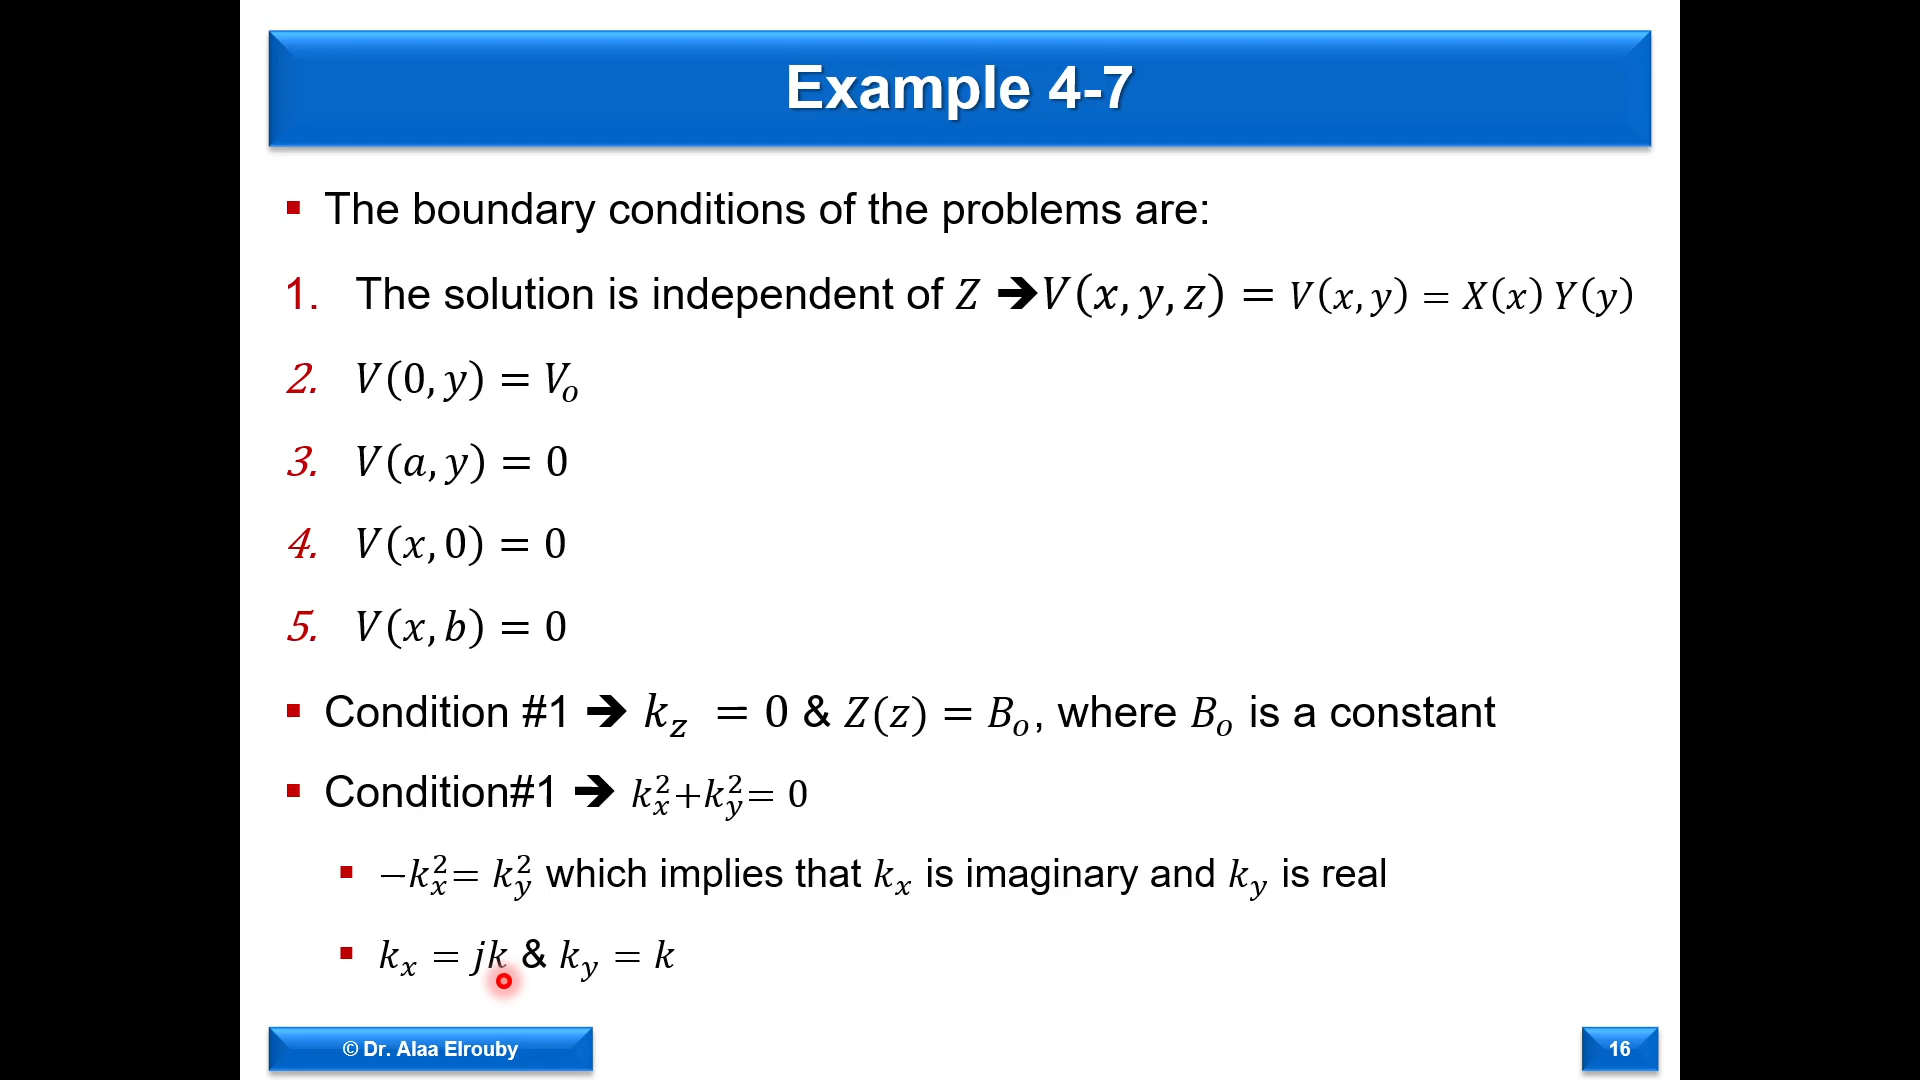 Example 4-7
▪ The boundary conditions of the problems are:
1. The solution is independent of Z ➔ V(x, y, z) = V(x, y) = X(x) Y(y)
2. V(0, y) = Vₒ
3. V(a, y) = 0
4. V(x, 0) = 0
5. V(x, b) = 0
▪ Condition #1 ➔ k_z = 0 & Z(z) = Bₒ, where Bₒ is a constant
▪ Condition#1 ➔ k_x^2+k_y^2= 0
▪ −k_x^2= k_y^2 which implies that k_x is imaginary and k_y is real
▪ k_x = jk & k_y = k
© Dr. Alaa Elrouby
16